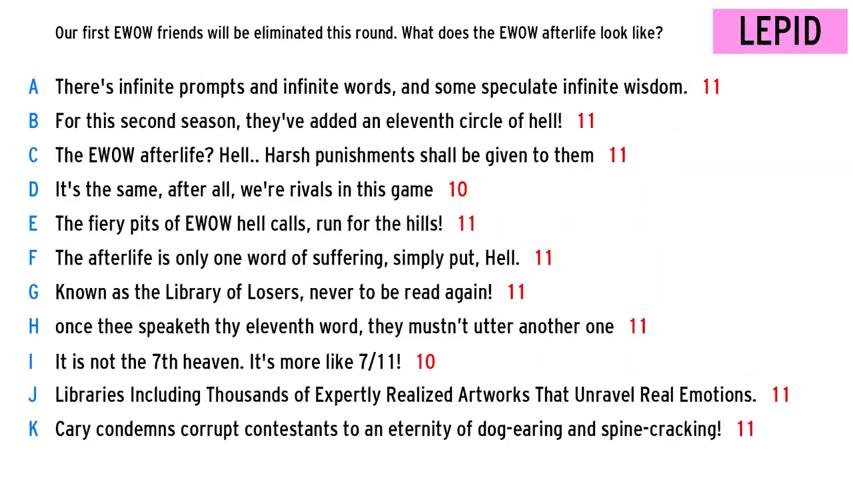 Our first EWOW friends will be eliminated this round. What does the EWOW afterlife look like?
LEPID
A There's infinite prompts and infinite words, and some speculate infinite wisdom. 11
B For this second season, they've added an eleventh circle of hell! 11
C The EWOW afterlife? Hell.. Harsh punishments shall be given to them 11
D It's the same, after all, we're rivals in this game 10
E The fiery pits of EWOW hell calls, run for the hills! 11
F The afterlife is only one word of suffering, simply put, Hell. 11
G Known as the Library of Losers, never to be read again! 11
H once thee speaketh thy eleventh word, they mustn’t utter another one 11
I It is not the 7th heaven. It's more like 7/11! 10
J Libraries Including Thousands of Expertly Realized Artworks That Unravel Real Emotions. 11
K Cary condemns corrupt contestants to an eternity of dog-earing and spine-cracking! 11